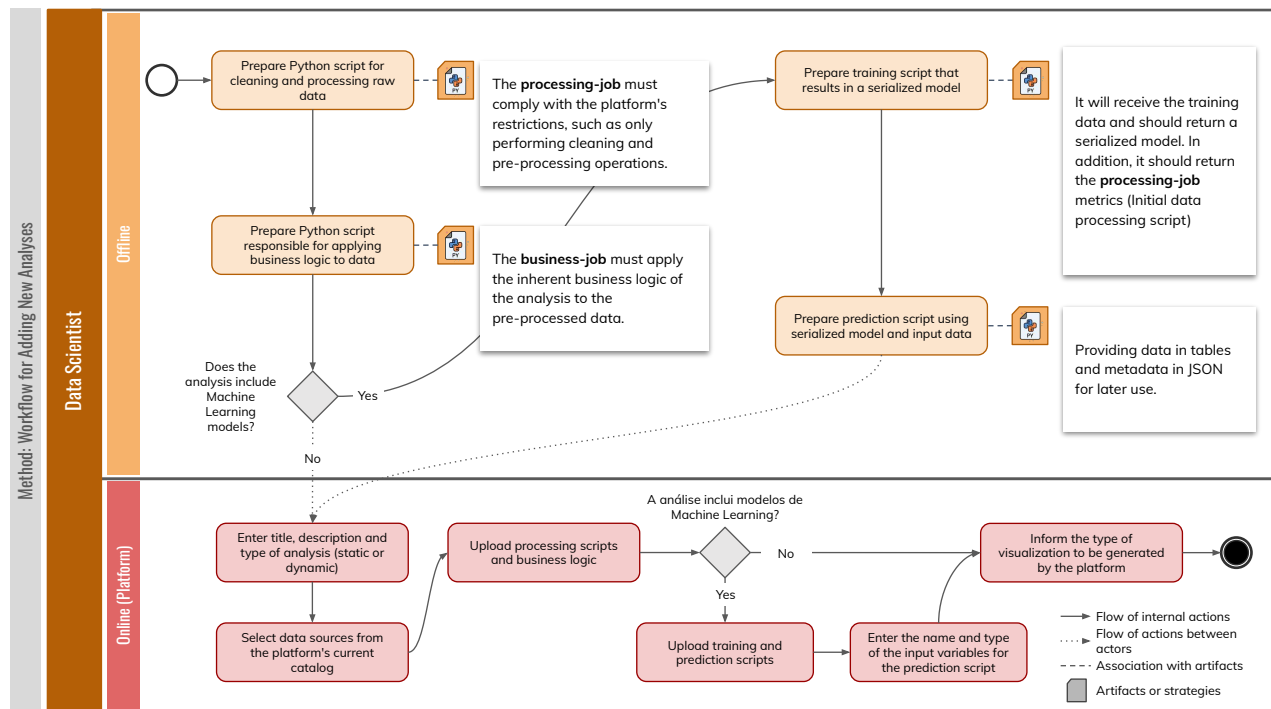 Method: Workflow for Adding New Analyses
Data Scientist
Offline
Prepare Python script for
cleaning and processing raw
data
PY
The processing-job must
comply with the platform's
restrictions, such as only
performing cleaning and
pre-processing operations.
Prepare training script that
results in a serialized model
PY
It will receive the training
data and should return a
serialized model. In
addition, it should return
the processing-job
metrics (Initial data
processing script)
Prepare Python script
responsible for applying
business logic to data
PY
The business-job must apply
the inherent business logic of
the analysis to the
pre-processed data.
Prepare prediction script using
serialized model and input data
PY
Providing data in tables
and metadata in JSON
for later use.
Does the
analysis include
Machine
Learning
models?
Yes
No
Online (Platform)
Enter title, description and
type of analysis (static or
dynamic)
Select data sources from
the platform's current
catalog
Upload processing scripts
and business logic
A análise inclui modelos de
Machine Learning?
No
Yes
Upload training and
prediction scripts
Enter the name and type
of the input variables for
the prediction script
Inform the type of
visualization to be generated
by the platform
Flow of internal actions
Flow of actions between
actors
Association with artifacts
Artifacts or strategies